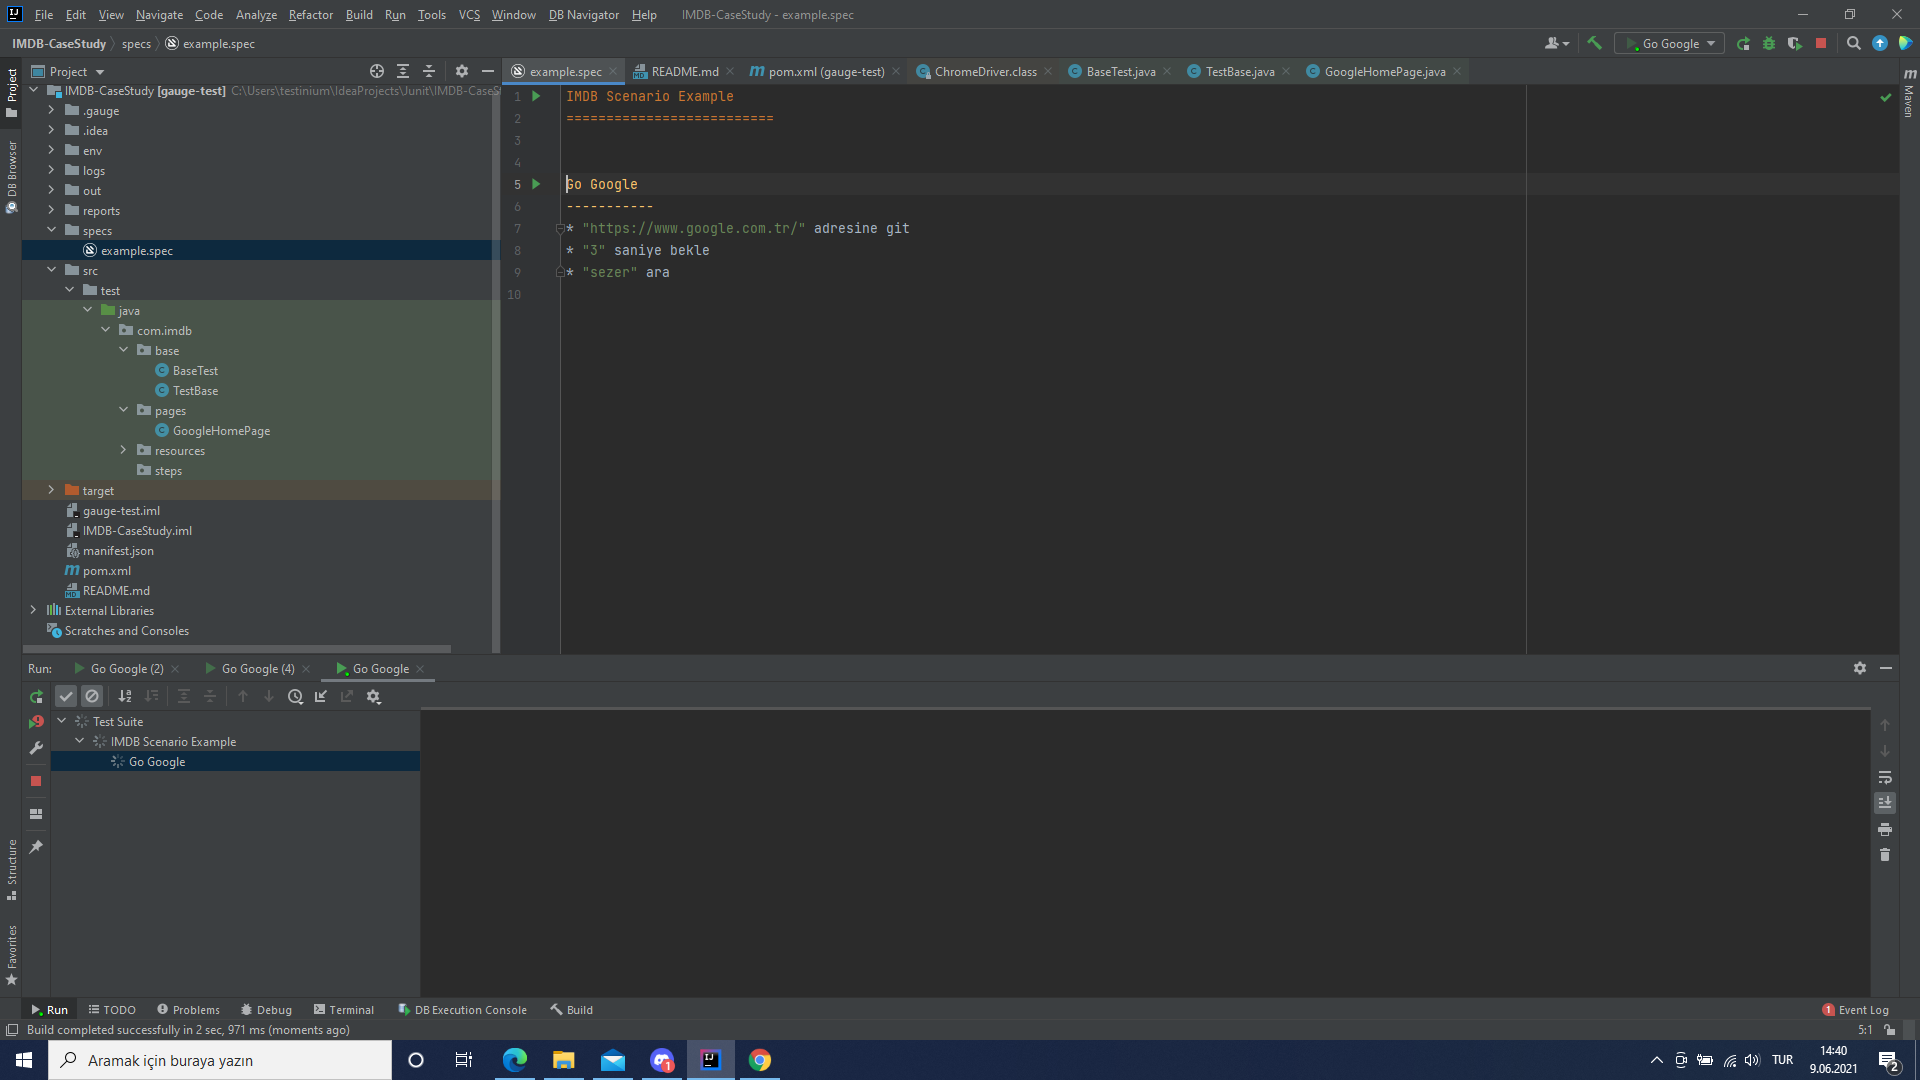 File Edit View Navigate Code Analyze Refactor Build Run Tools VCS Window DB Navigator Help IMDB-CaseStudy - example.spec
IMDB-CaseStudy specs example.spec
Go Google
Project
example.spec README.md pom.xml (gauge-test) ChromeDriver.class BaseTest.java TestBase.java GoogleHomePage.java
IMDB-CaseStudy [gauge-test] C:\Users\testinium\IdeaProjects\Junit\IMDB-CaseS
.gauge
.idea
env
logs
out
reports
specs
example.spec
src
test
java
com.imdb
base
BaseTest
TestBase
pages
GoogleHomePage
resources
steps
target
gauge-test.iml
IMDB-CaseStudy.iml
manifest.json
pom.xml
README.md
External Libraries
Scratches and Consoles
1 IMDB Scenario Example
2 ==========================
3
4
5 Go Google
6 -----------
7 * "https://www.google.com.tr/" adresine git
8 * "3" saniye bekle
9 * "sezer" ara
10
Project
DB Browser
Structure
Favorites
Maven
Run: Go Google (2) Go Google (4) Go Google
Test Suite
IMDB Scenario Example
Go Google
Run TODO Problems Debug Terminal DB Execution Console Build 1 Event Log
Build completed successfully in 2 sec, 971 ms (moments ago) 5:1
Aramak için buraya yazın
1
TUR
14:40
9.06.2021
2